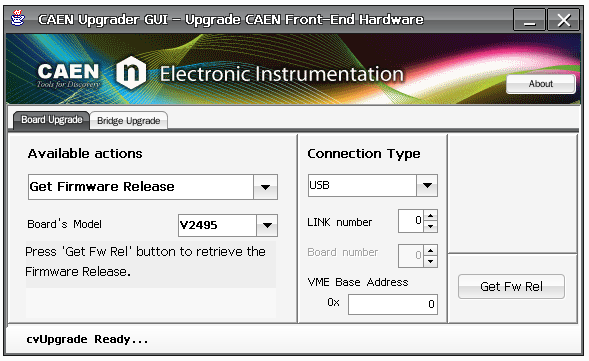 CAEN Upgrader GUI – Upgrade CAEN Front-End Hardware
CAEN
Tools for Discovery
n
Electronic Instrumentation
About
Board Upgrade
Bridge Upgrade
Available actions
Get Firmware Release
Board's Model
V2495
Press 'Get Fw Rel' button to retrieve the
Firmware Release.
Connection Type
USB
LINK number
0
Board number
0
VME Base Address
0x
0
Get Fw Rel
cvUpgrade Ready...